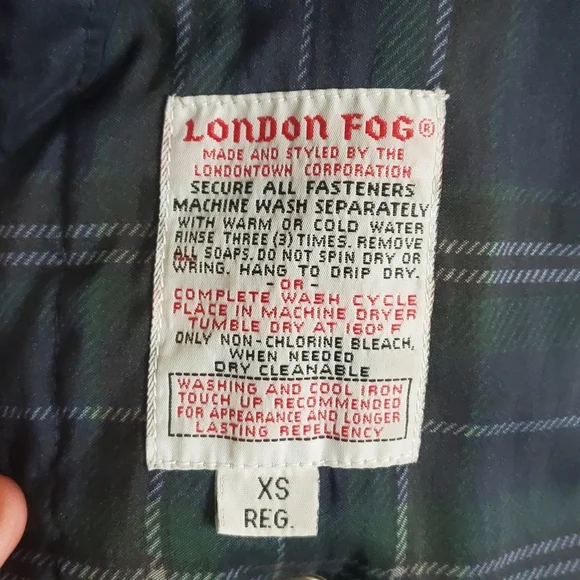 LONDON FOG®
MADE AND STYLED BY THE
LONDONTOWN CORPORATION
SECURE ALL FASTENERS
MACHINE WASH SEPARATELY
WITH WARM OR COLD WATER
RINSE THREE (3) TIMES. REMOVE
ALL SOAPS. DO NOT SPIN DRY OR
WRING. HANG TO DRIP DRY.
-OR-
COMPLETE WASH CYCLE
PLACE IN MACHINE DRYER
TUMBLE DRY AT 160° F
ONLY NON-CHLORINE BLEACH,
WHEN NEEDED
DRY CLEANABLE
WASHING AND COOL IRON
TOUCH UP RECOMMENDED
FOR APPEARANCE AND LONGER
LASTING REPELLENCY
XS
REG.